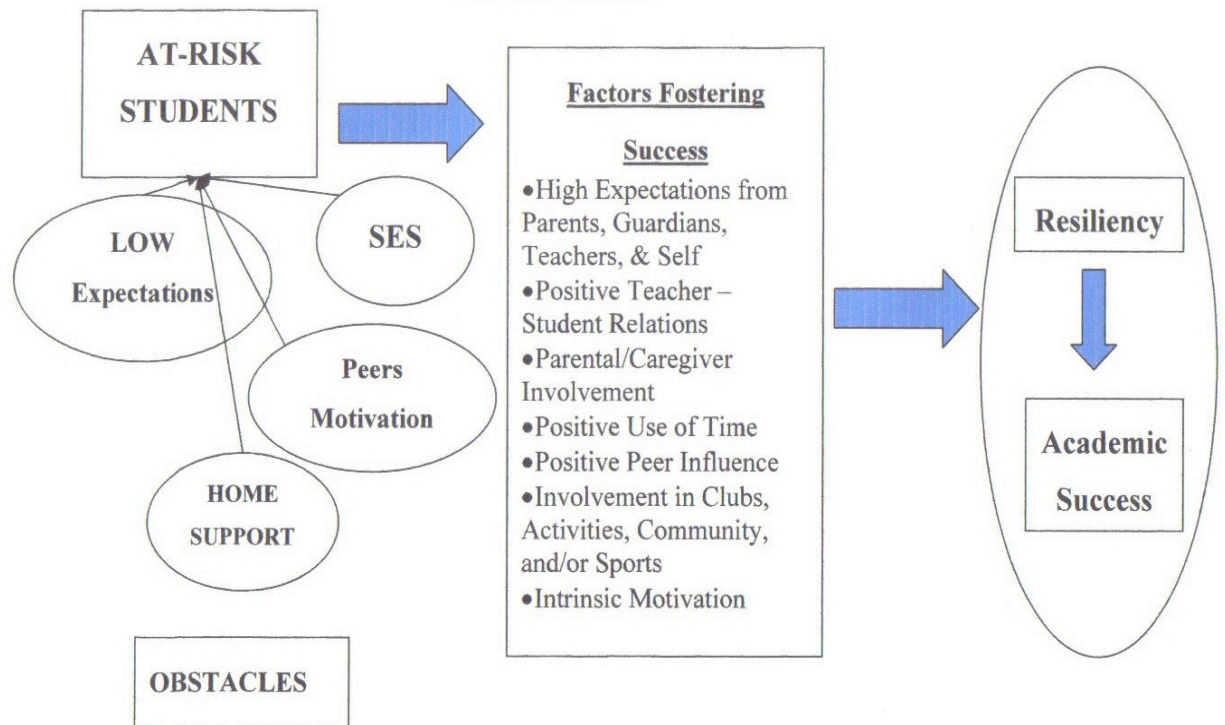 AT-RISK
STUDENTS
LOW
Expectations
SES
Peers
Motivation
HOME
SUPPORT
OBSTACLES
Factors Fostering
Success
•High Expectations from
Parents, Guardians,
Teachers, & Self
•Positive Teacher –
Student Relations
•Parental/Caregiver
Involvement
•Positive Use of Time
•Positive Peer Influence
•Involvement in Clubs,
Activities, Community,
and/or Sports
•Intrinsic Motivation
Resiliency
Academic
Success